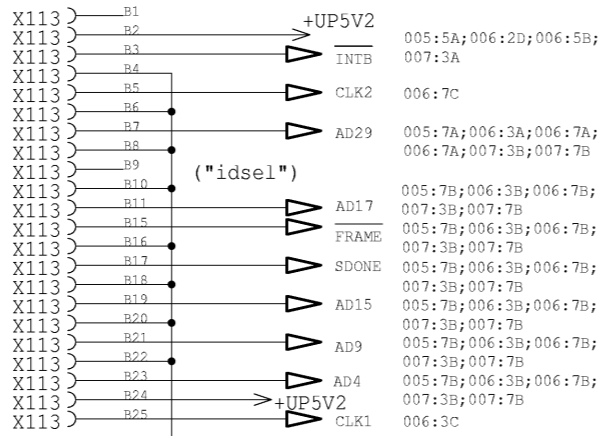 X113 B1
X113 B2 +UP5V2 005:5A;006:2D;006:5B;
X113 B3 INTB 007:3A
X113 B4
X113 B5 CLK2 006:7C
X113 B6
X113 B7 AD29 005:7A;006:3A;006:7A;
X113 B8 006:7A;007:3B;007:7B
X113 B9 ("idsel")
X113 B10 005:7B;006:3B;006:7B;
X113 B11 AD17 007:3B;007:7B
X113 B15 FRAME 005:7B;006:3B;006:7B;
X113 B16 007:3B;007:7B
X113 B17 SDONE 005:7B;006:3B;006:7B;
X113 B18 007:3B;007:7B
X113 B19 AD15 005:7B;006:3B;006:7B;
X113 B20 007:3B;007:7B
X113 B21 AD9 005:7B;006:3B;006:7B;
X113 B22 007:3B;007:7B
X113 B23 AD4 005:7B;006:3B;006:7B;
X113 B24 +UP5V2 007:3B;007:7B
X113 B25 CLK1 006:3C